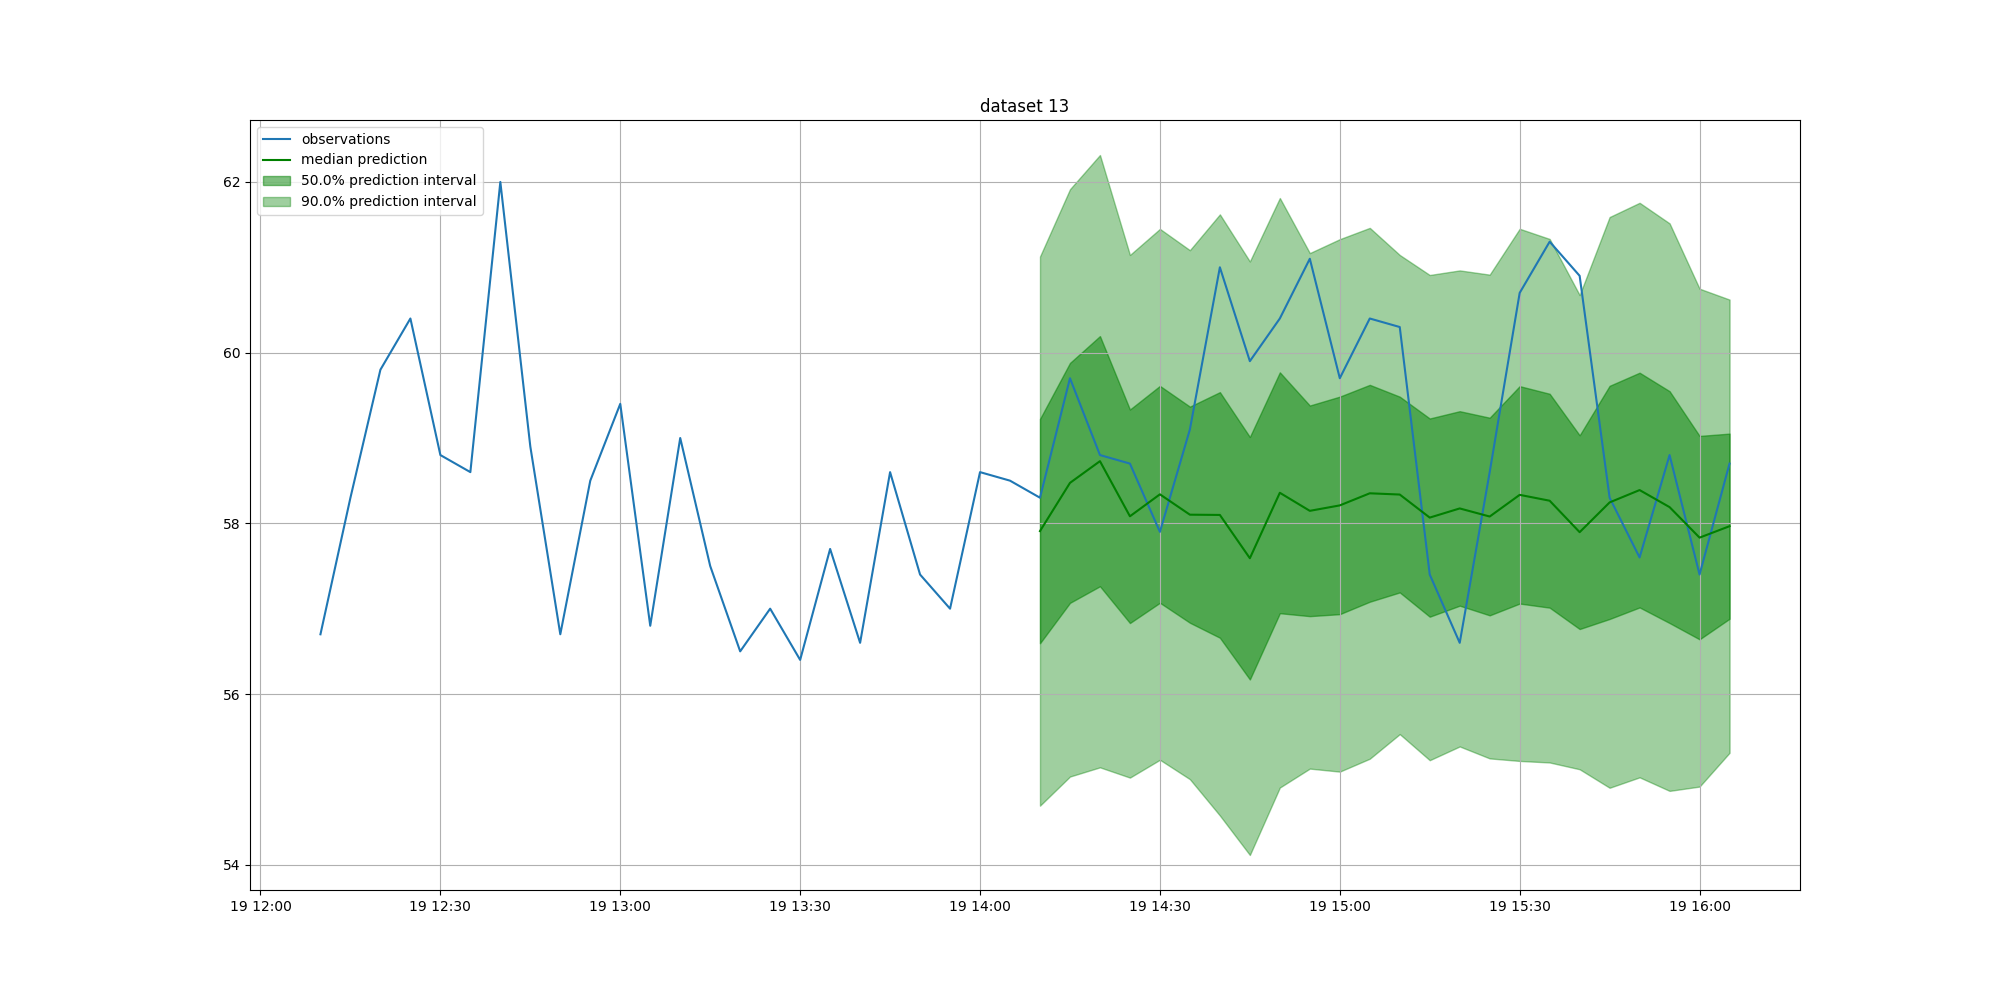 dataset 13
observations
median prediction
50.0% prediction interval
90.0% prediction interval
62
60
58
56
54
19 12:00 19 12:30 19 13:00 19 13:30 19 14:00 19 14:30 19 15:00 19 15:30 19 16:00